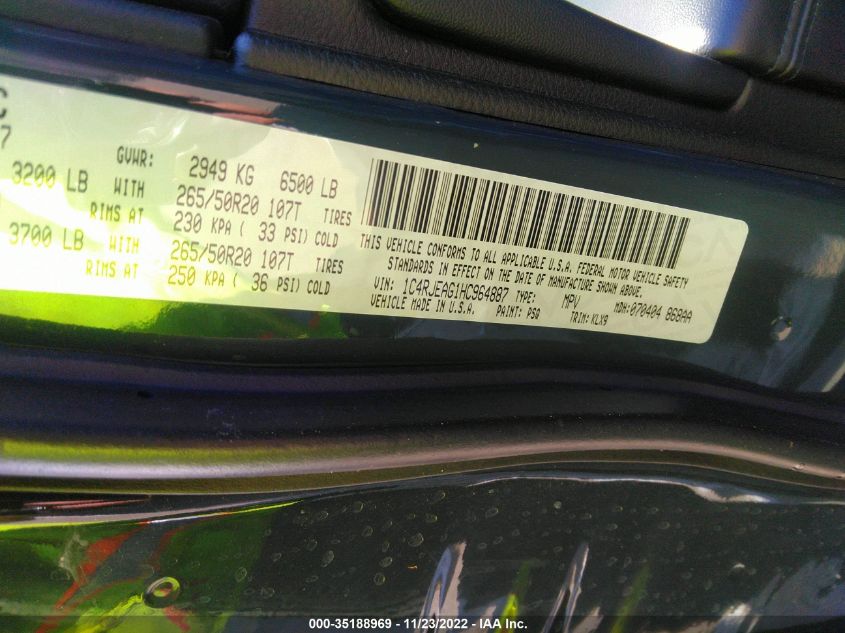 C
7
GVWR: 2949 KG 6500 LB
3200 LB WITH 265/50R20 107T TIRES
RIMS AT 230 KPA ( 33 PSI) COLD
3700 LB WITH 265/50R20 107T TIRES
RIMS AT 250 KPA ( 36 PSI) COLD
THIS VEHICLE CONFORMS TO ALL APPLICABLE U.S.A. FEDERAL MOTOR VEHICLE SAFETY
STANDARDS IN EFFECT ON THE DATE OF MANUFACTURE SHOWN ABOVE.
VIN: 1C4RJEAG1HC964887 TYPE: MPV MDH:070404 868AA
VEHICLE MADE IN U.S.A. PAINT: PSQ TRIM: KLX9
000-35188969 - 11/23/2022 - IAA Inc.